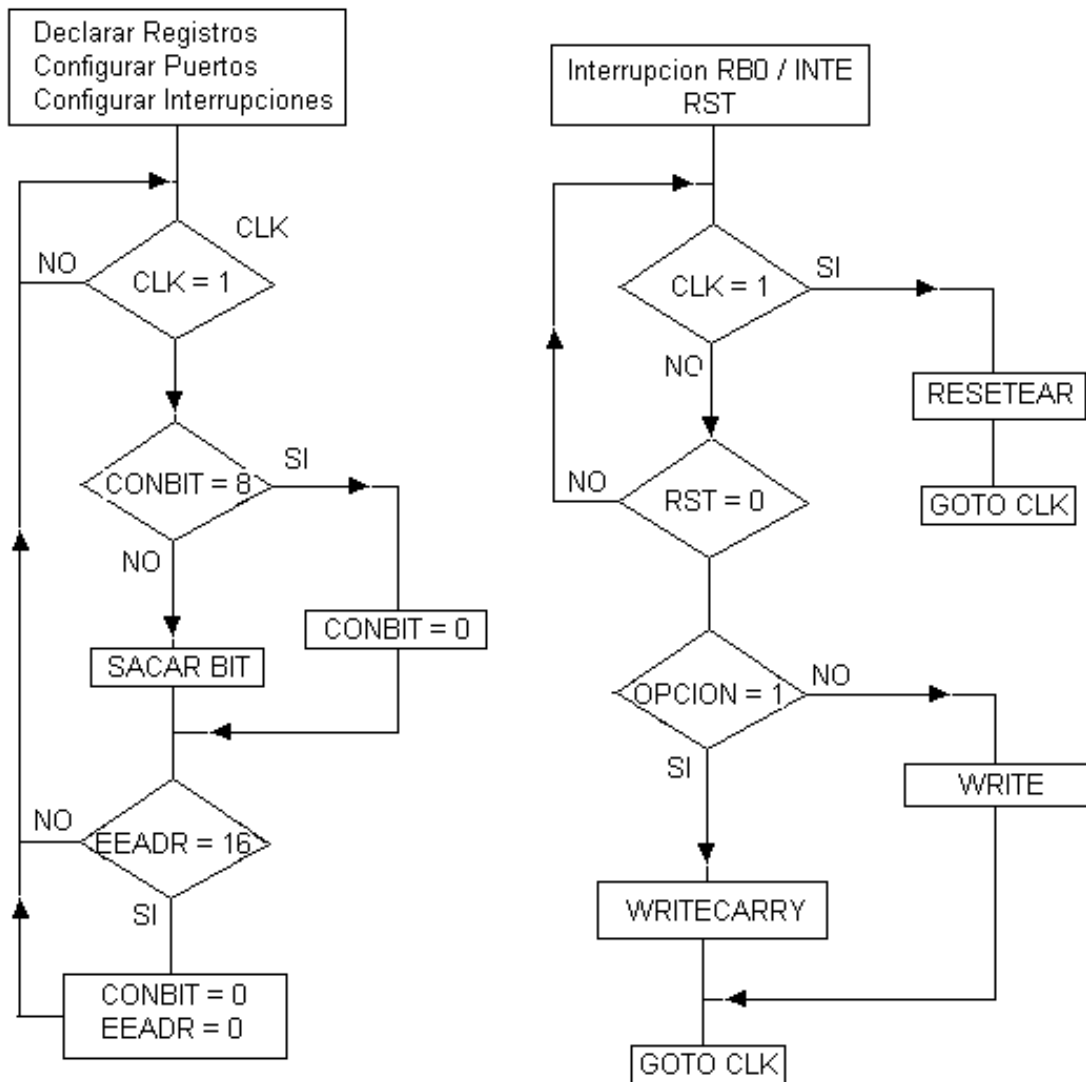 Declarar Registros
Configurar Puertos
Configurar Interrupciones
CLK
NO
CLK = 1
CONBIT = 8
SI
NO
CONBIT = 0
SACAR BIT
NO
EEADR = 16
SI
CONBIT = 0
EEADR = 0
Interrupcion RB0 / INTE
RST
CLK = 1
SI
NO
RESETEAR
GOTO CLK
NO
RST = 0
OPCION = 1
NO
SI
WRITE
WRITECARRY
GOTO CLK